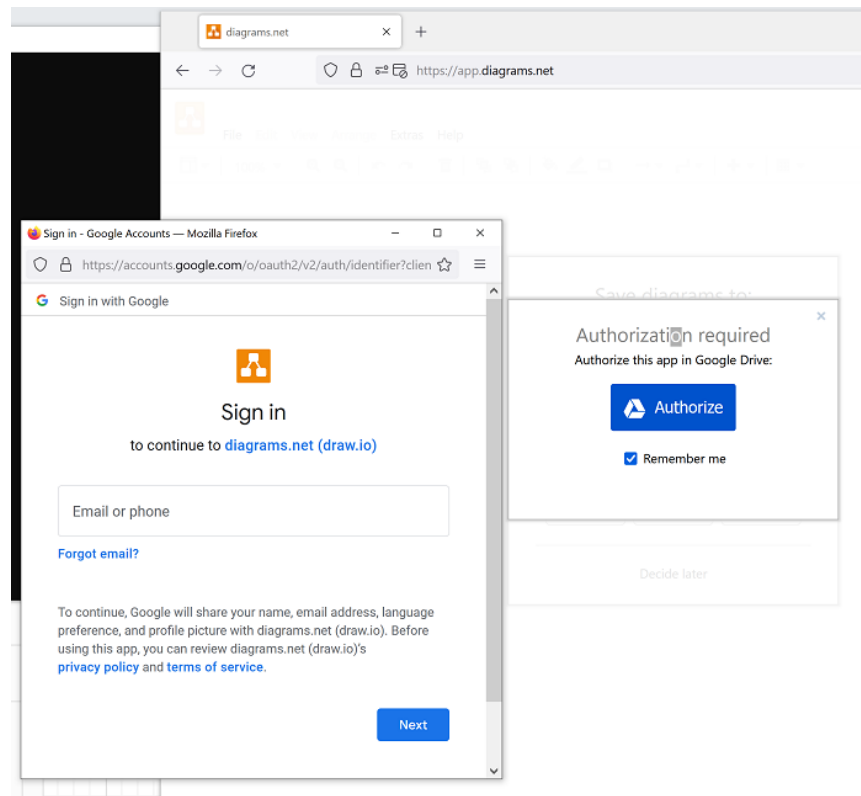 diagrams.net
https://app.diagrams.net
File
Extras Help
Sign in - Google Accounts — Mozilla Firefox
https://accounts.google.com/o/oauth2/v2/auth/identifier?clien
Sign in with Google
Sign in
to continue to diagrams.net (draw.io)
Email or phone
Forgot email?
To continue, Google will share your name, email address, language
preference, and profile picture with diagrams.net (draw.io). Before
using this app, you can review diagrams.net (draw.io)'s
privacy policy and terms of service.
Next
Save diagrams to:
Authorization required
Authorize this app in Google Drive:
Authorize
Remember me
Decide later